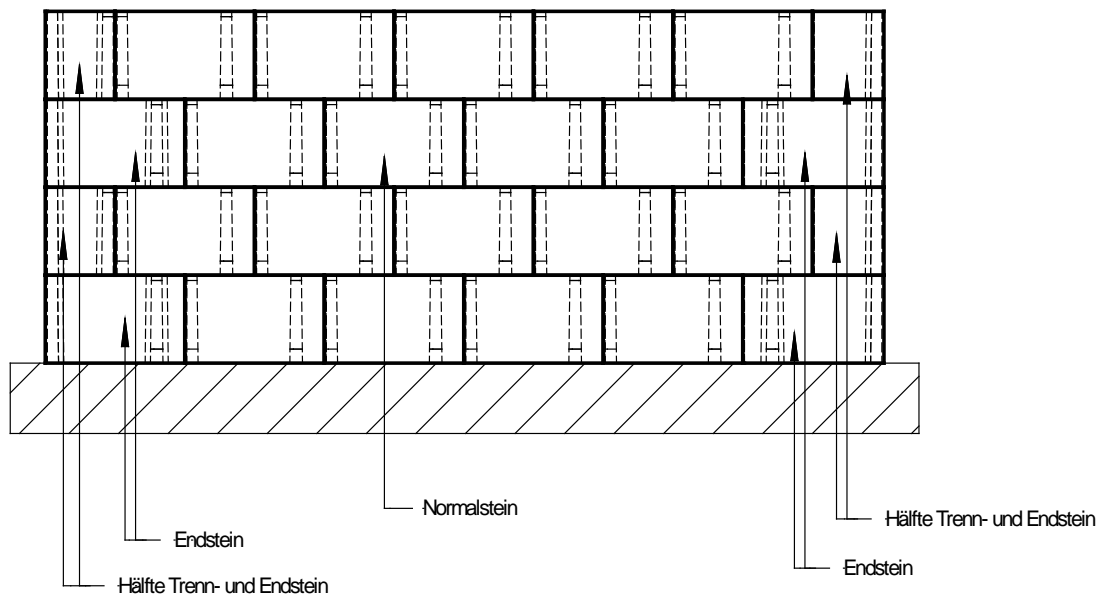 Normalstein
Hälfte Trenn- und Endstein
Endstein
Endstein
Hälfte Trenn- und Endstein